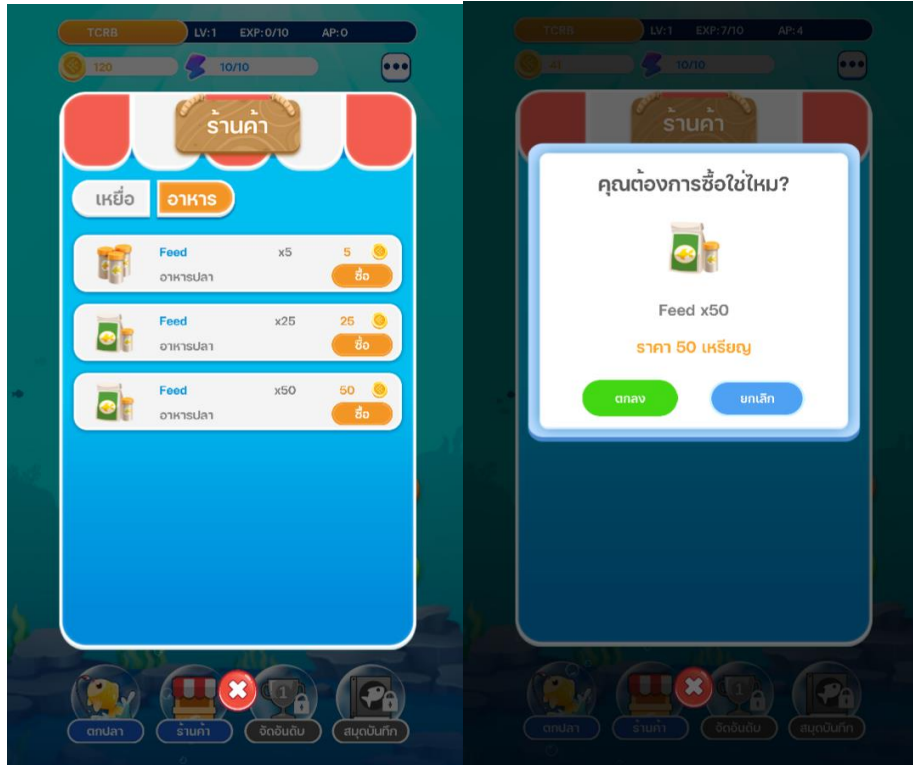 TCRB LV:1 EXP:0/10 AP:0
120 10/10
ร้านค้า
เหยื่อ อาหาร
Feed x5 5
อาหารปลา ซื้อ
Feed x25 25
อาหารปลา ซื้อ
Feed x50 50
อาหารปลา ซื้อ
1
ตกปลา ร้านค้า จัดอันดับ สมุดบันทึก
TCRB LV:1 EXP:7/10 AP:4
41 10/10
ร้านค้า
คุณต้องการซื้อใช่ไหม?
Feed x50
ราคา 50 เหรียญ
ตกลง ยกเลิก
1
ตกปลา ร้านค้า จัดอันดับ สมุดบันทึก